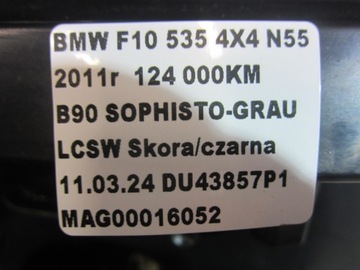 BMW F10 535 4X4 N55
2011r 124 000KM
B90 SOPHISTO-GRAU
LCSW Skora/czarna
11.03.24 DU43857P1
MAG00016052